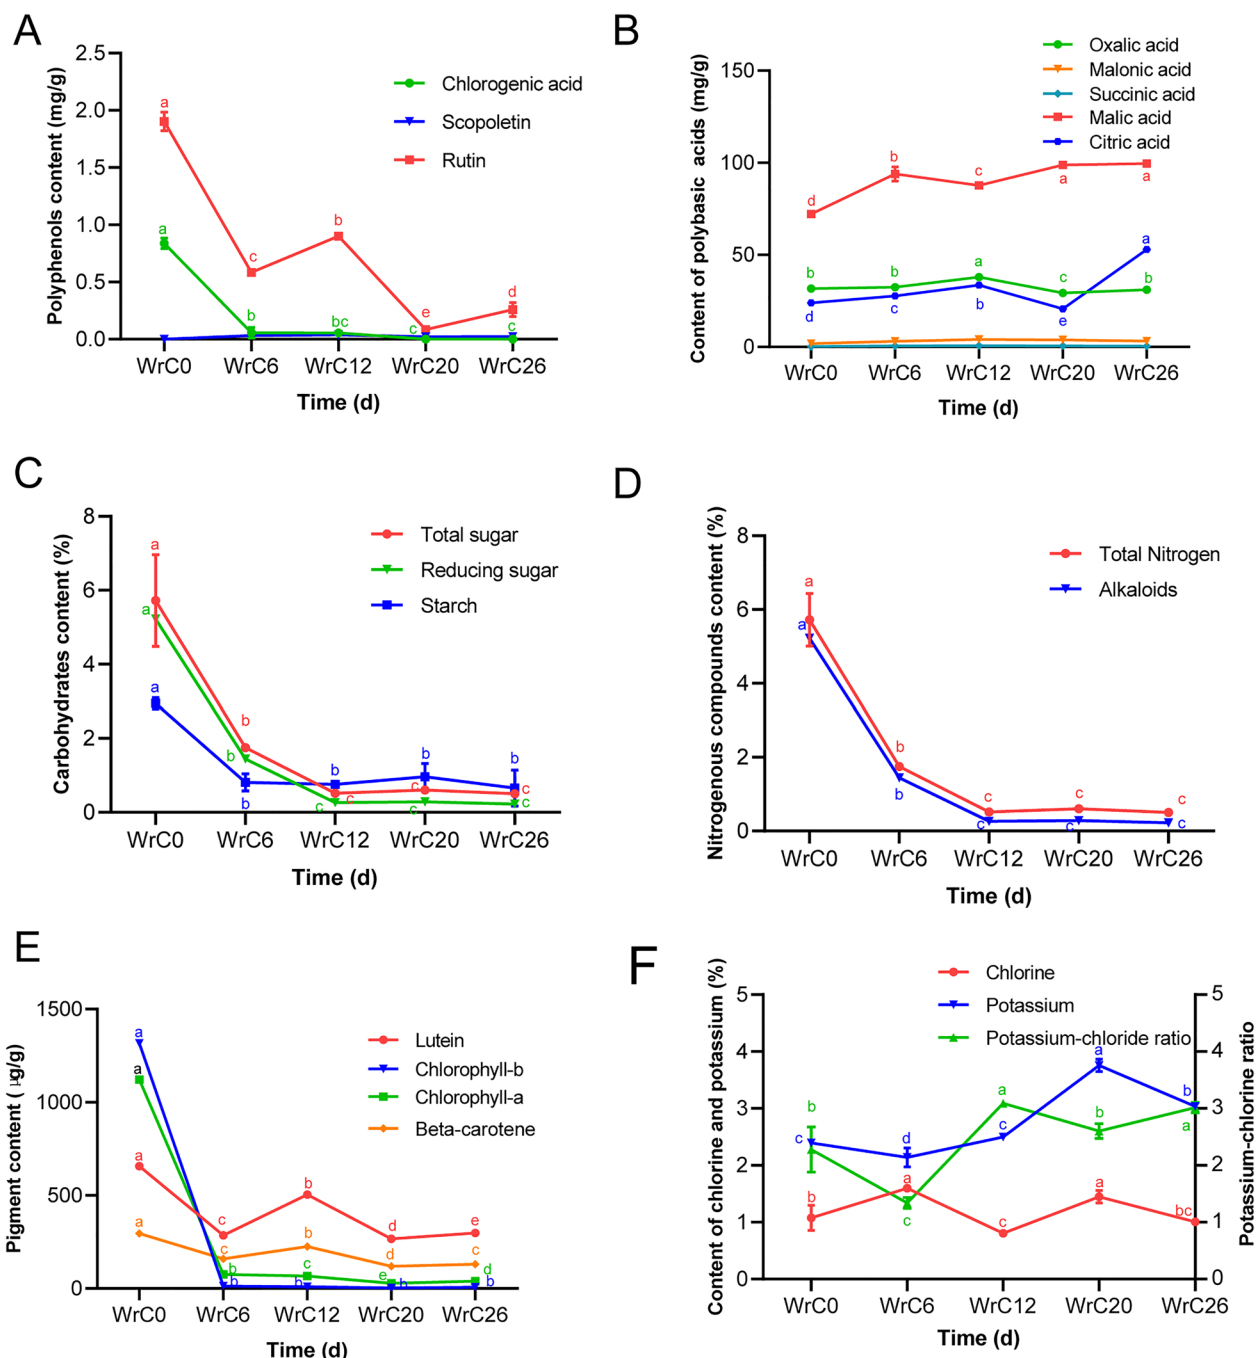 A
Polyphenols content (mg/g)
2.5
2.0
1.5
1.0
0.5
0.0
Chlorogenic acid
Scopoletin
Rutin
a
a
c
b
b
bc
e
c
d
c
WrC0 WrC6 WrC12 WrC20 WrC26
Time (d)
B
Content of polybasic acids (mg/g)
150
100
50
0
Oxalic acid
Malonic acid
Succinic acid
Malic acid
Citric acid
d
b
c
a
a
b
b
a
c
b
d
c
b
e
a
WrC0 WrC6 WrC12 WrC20 WrC26
Time (d)
C
Carbohydrates content (%)
8
6
4
2
0
Total sugar
Reducing sugar
Starch
a
a
a
b
b
b
b
c
c
b
c
c
b
c
c
WrC0 WrC6 WrC12 WrC20 WrC26
Time (d)
D
Nitrogenous compounds content (%)
8
6
4
2
0
Total Nitrogen
Alkaloids
a
a
b
b
c
c
c
c
c
c
WrC0 WrC6 WrC12 WrC20 WrC26
Time (d)
E
Pigment content ( μg/g)
1500
1000
500
0
Lutein
Chlorophyll-b
Chlorophyll-a
Beta-carotene
a
a
a
a
c
c
b
b
b
b
c
b
d
d
e
b
e
c
d
b
WrC0 WrC6 WrC12 WrC20 WrC26
Time (d)
F
Content of chlorine and potassium (%)
5
4
3
2
1
0
Chlorine
Potassium
Potassium-chloride ratio
b
c
b
d
a
c
a
c
c
a
b
a
b
a
bc
5
4
3
2
1
0
Potassium-chlorine ratio
WrC0 WrC6 WrC12 WrC20 WrC26
Time (d)